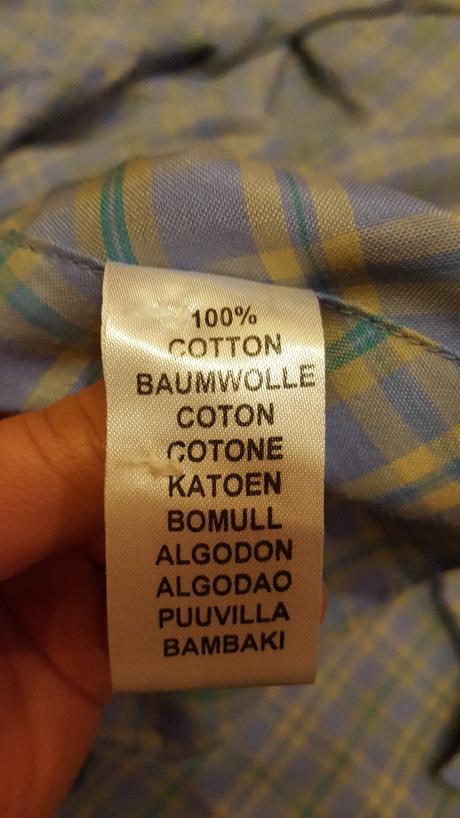 100%
COTTON
BAUMWOLLE
COTON
COTONE
KATOEN
BOMULL
ALGODON
ALGODAO
PUUVILLA
BAMBAKI